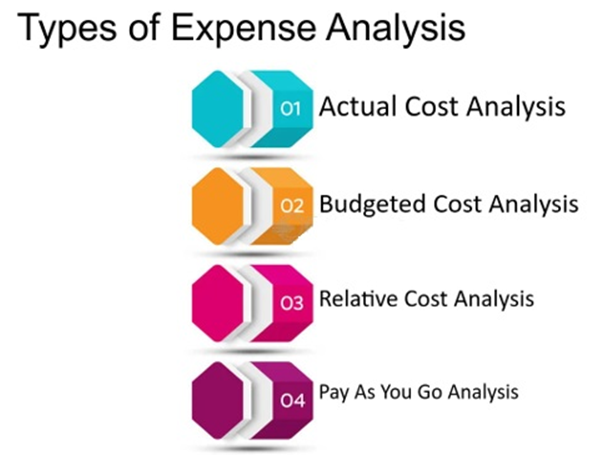 Types of Expense Analysis
01 Actual Cost Analysis
02 Budgeted Cost Analysis
03 Relative Cost Analysis
04 Pay As You Go Analysis